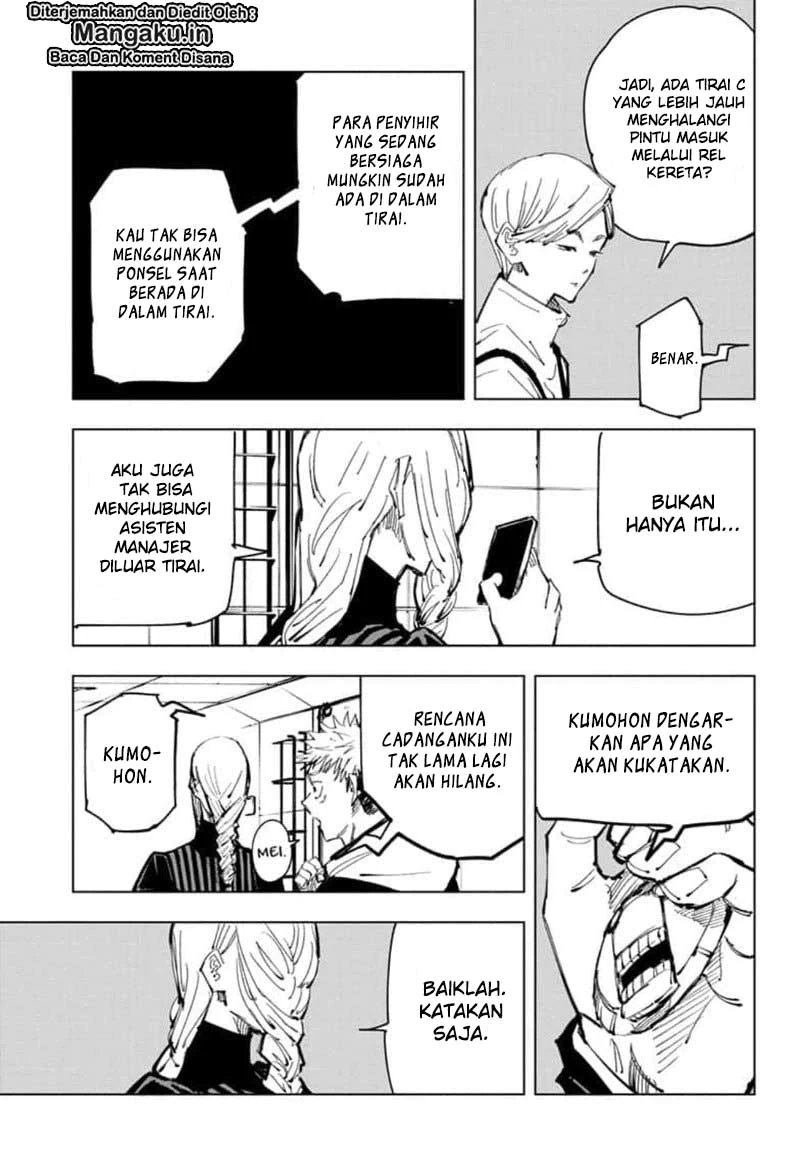 Diterjemahkan dan Diedit Oleh:
Mangaku.in
Baca Dan Koment Disana
JADI, ADA TIRAI C
YANG LEBIH JAUH
MENGHALANGI
PINTU MASUK
MELALUI REL
KERETA?
BENAR.
PARA PENYIHIR
YANG SEDANG
BERSIAGA
MUNGKIN SUDAH
ADA DI DALAM
TIRAI.
KAU TAK BISA
MENGGUNAKAN
PONSEL SAAT
BERADA DI
DALAM TIRAI.
BUKAN
HANYA ITU...
AKU JUGA
TAK BISA
MENGHUBUNGI
ASISTEN
MANAJER
DILUAR TIRAI.
KUMOHON DENGAR-
KAN APA YANG
AKAN KUKATAKAN.
RENCANA
CADANGANKU INI
TAK LAMA LAGI
AKAN HILANG.
MEI.
KUMO-
HON.
BAIKLAH.
KATAKAN
SAJA.